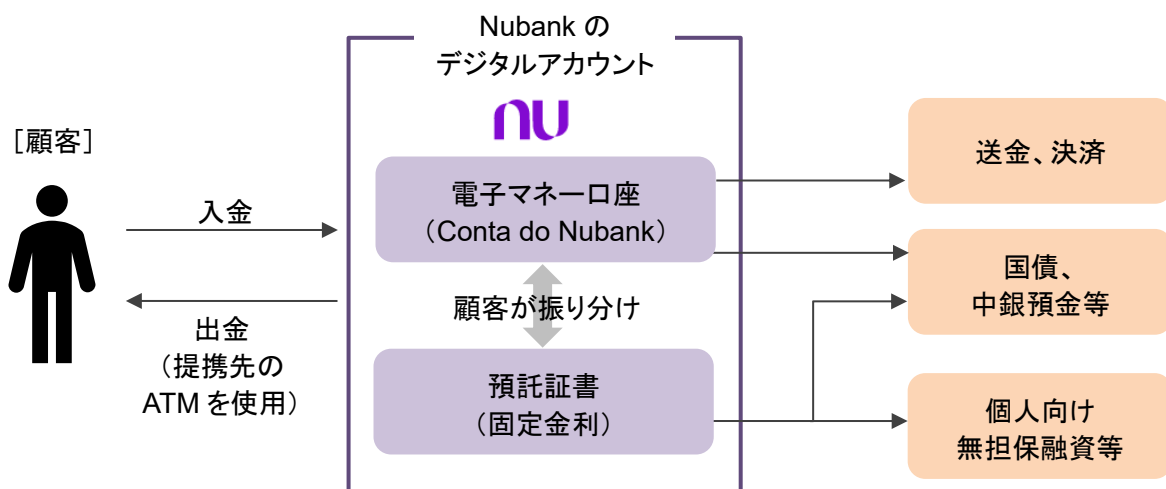 Nubank の
デジタルアカウント
nu
［顧客］
入金
出金
（提携先の
ATM を使用）
電子マネー口座
（Conta do Nubank）
顧客が振り分け
預託証書
（固定金利）
送金、決済
国債、
中銀預金等
個人向け
無担保融資等